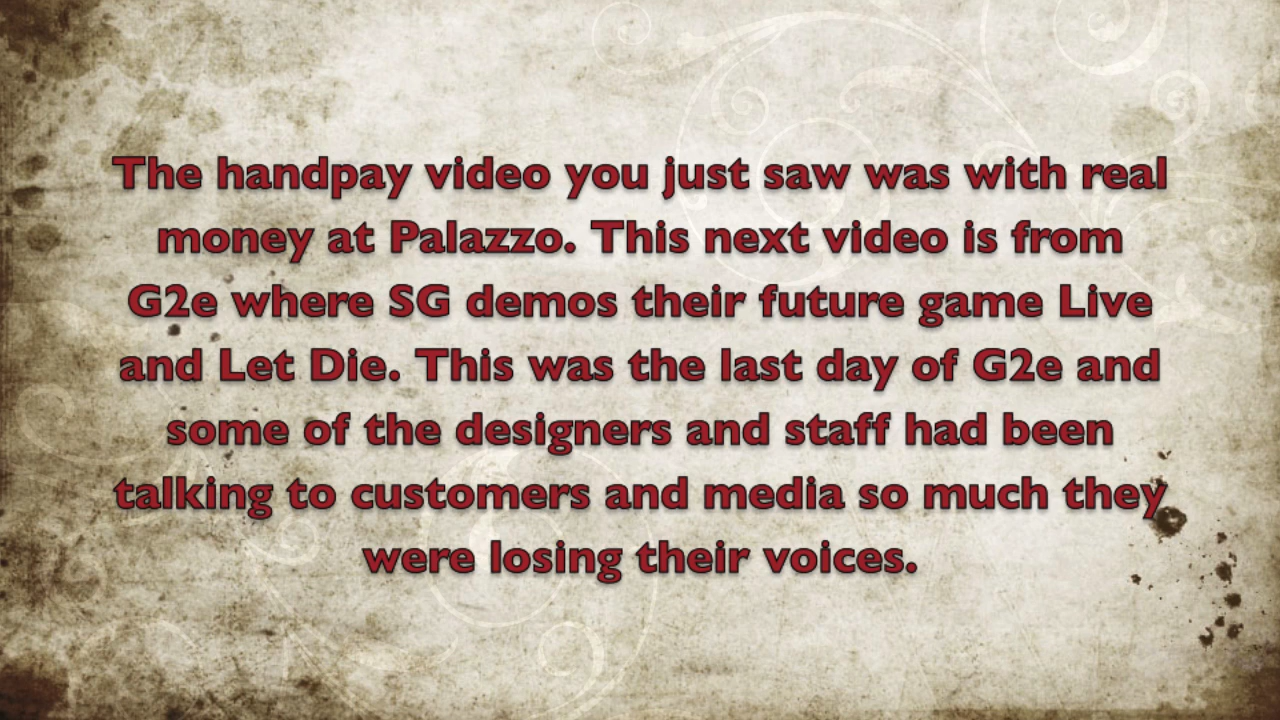 The handpay video you just saw was with real
money at Palazzo. This next video is from
G2e where SG demos their future game Live
and Let Die. This was the last day of G2e and
some of the designers and staff had been
talking to customers and media so much they
were losing their voices.